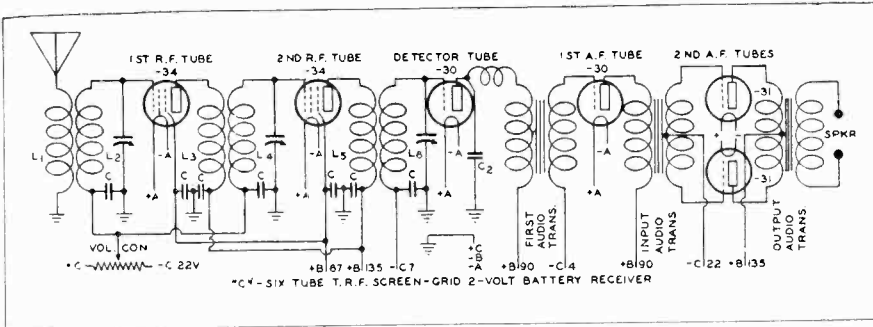 1ST R.F. TUBE 2ND R.F. TUBE DETECTOR TUBE 1ST A.F. TUBE 2ND A.F. TUBES
-34 -34 -30 -30 -31
L1 L2 L3 L4 L5 L6 C2 SPKR
C C C C C C C
-A -A -A -A + -
+A +A +A +A -31
VOL. CON
+C -C 22V
+B 67 +B 135 -C 7
+C
-B
-A
FIRST AUDIO TRANS.
INPUT AUDIO TRANS
OUTPUT AUDIO TRANS.
+B 90 -C 4 +B 90 -C 22 +B 135
"C" - SIX TUBE T.R.F. SCREEN-GRID 2-VOLT BATTERY RECEIVER